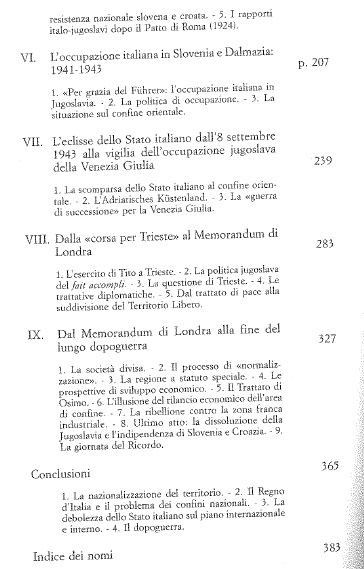 resistenza nazionale slovena e croata. - 5. I rapporti
italo-jugoslavi dopo il Patto di Roma (1924).
VI. L'occupazione italiana in Slovenia e Dalmazia:
1941-1943 p. 207
1. «Per grazia del Führer»: l'occupazione italiana in
Jugoslavia. - 2. La politica di occupazione. - 3. La
situazione sul confine orientale.
VII. L'eclisse dello Stato italiano dall'8 settembre
1943 alla vigilia dell'occupazione jugoslava
della Venezia Giulia 239
1. La scomparsa dello Stato italiano al confine orien-
tale. - 2. L'Adriatisches Küstenland. - 3. La «guerra
di successione» per la Venezia Giulia.
VIII. Dalla «corsa per Trieste» al Memorandum di
Londra 283
1. L'esercito di Tito a Trieste. - 2. La politica jugoslava
del fait accompli. - 3. La questione di Trieste. - 4. Le
trattative diplomatiche. - 5. Dal trattato di pace alla
suddivisione del Territorio Libero.
IX. Dal Memorandum di Londra alla fine del
lungo dopoguerra 327
1. La società divisa. - 2. Il processo di «normaliz-
zazione». - 3. La regione a statuto speciale. - 4. Le
prospettive di sviluppo economico. - 5. Il Trattato di
Osimo. - 6. L'illusione del rilancio economico dell'area
di confine. - 7. La ribellione contro la zona franca
industriale. - 8. Ultimo atto: la dissoluzione della
Jugoslavia e l'indipendenza di Slovenia e Croazia. - 9.
La giornata del Ricordo.
Conclusioni 365
1. La nazionalizzazione del territorio. - 2. Il Regno
d'Italia e il problema dei confini nazionali. - 3. La
debolezza dello Stato italiano sul piano internazionale
e interno. - 4. Il dopoguerra.
Indice dei nomi 383